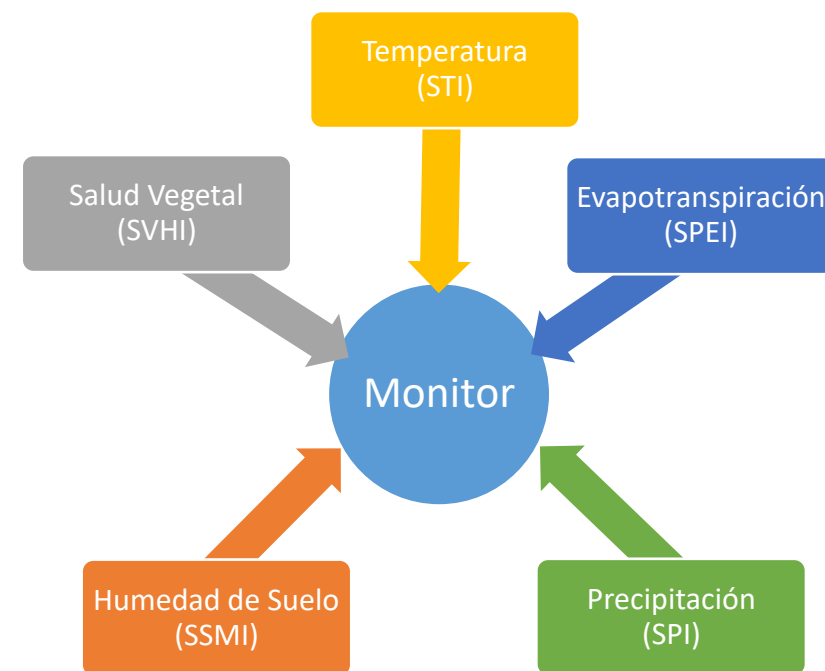 Temperatura
(STI)
Salud Vegetal
(SVHI)
Evapotranspiración
(SPEI)
Monitor
Humedad de Suelo
(SSMI)
Precipitación
(SPI)